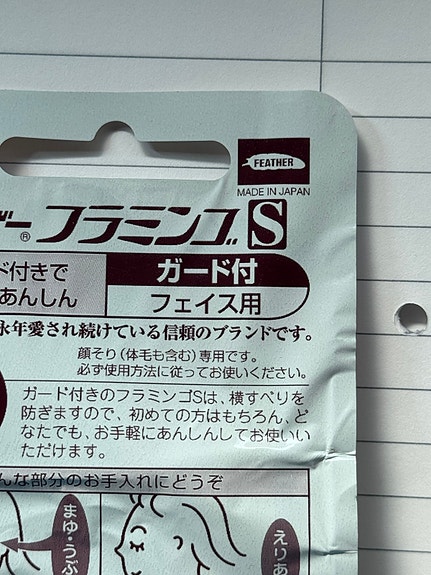 FEATHER
MADE IN JAPAN
ー フラミンゴ® S
ド付きで
あんしん
ガード付
フェイス用
永年愛され続けている信頼のブランドです。
顔そり(体毛も含む)専用です。
必ず使用方法に従ってお使いください。
ガード付きのフラミンゴSは、横すべりを
防ぎますので、初めての方はもちろん、ど
なたでも、お手軽にあんしんしてお使いい
ただけます。
んな部分のお手入れにどうぞ
まゆ・うぶ
えりあ